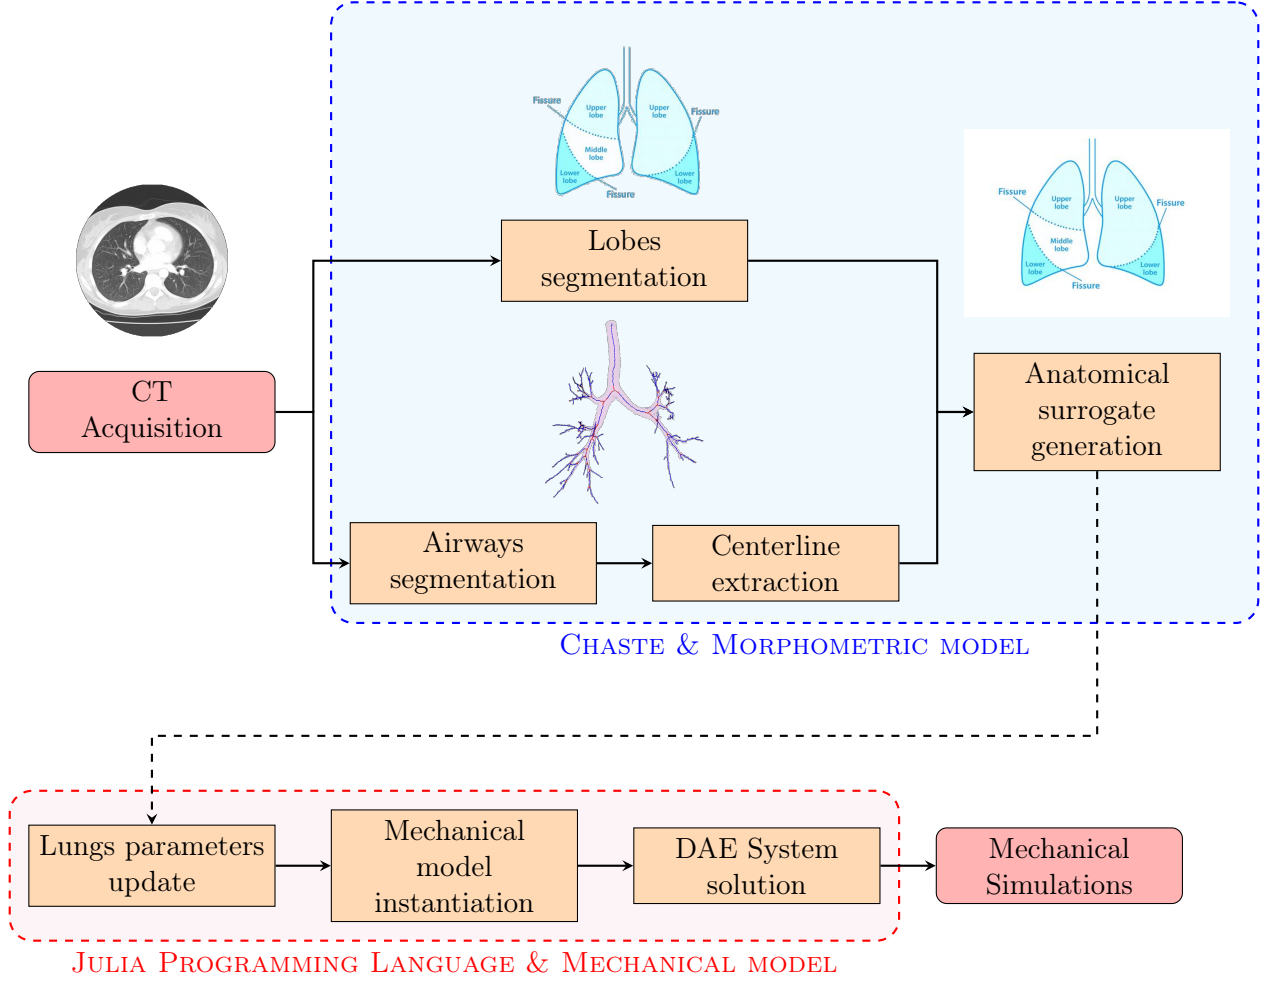 Fissure
Upper
lobe
Upper
lobe
Fissure
Middle
lobe
Lower
lobe
Lower
lobe
Fissure
Lobes
segmentation
Fissure
Upper
lobe
Upper
lobe
Fissure
Middle
lobe
Lower
lobe
Lower
lobe
Fissure
CT
Acquisition
Anatomical
surrogate
generation
Airways
segmentation
Centerline
extraction
CHASTE & MORPHOMETRIC MODEL
Lungs parameters
update
Mechanical
model
instantiation
DAE System
solution
Mechanical
Simulations
JULIA PROGRAMMING LANGUAGE & MECHANICAL MODEL